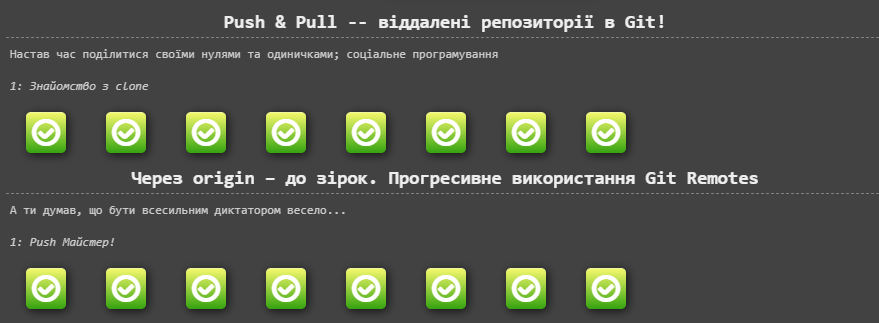 Push & Pull -- віддалені репозиторії в Git!
Настав час поділитися своїми нулями та одиничками; соціальне програмування
1: Знайомство з clone
Через origin – до зірок. Прогресивне використання Git Remotes
А ти думав, що бути всесильним диктатором весело...
1: Push Майстер!